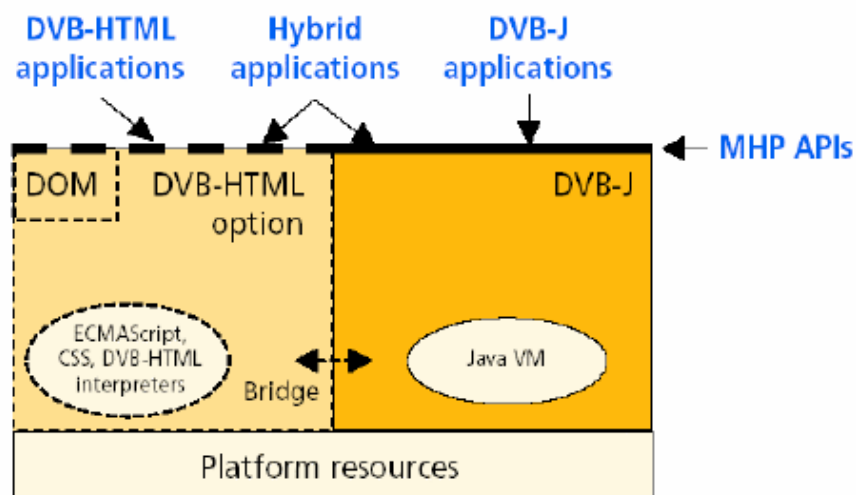 DVB-HTML
applications
Hybrid
applications
DVB-J
applications
MHP APIs
DOM
DVB-HTML
option
DVB-J
ECMAScript,
CSS, DVB-HTML
interpreters
Bridge
Java VM
Platform resources